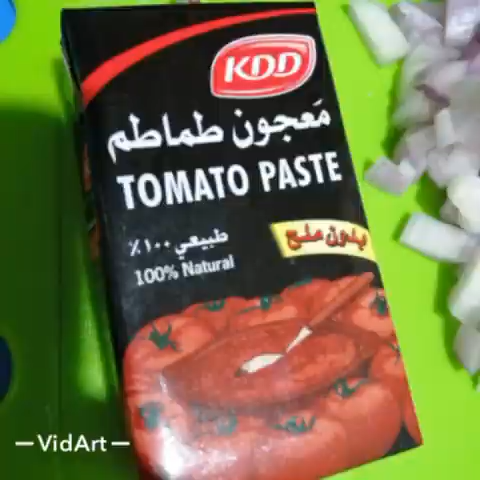 KDD
مَعجون طماطم
TOMATO PASTE
طبيعي ١٠٠٪
100% Natural
بدون ملح
—VidArt—